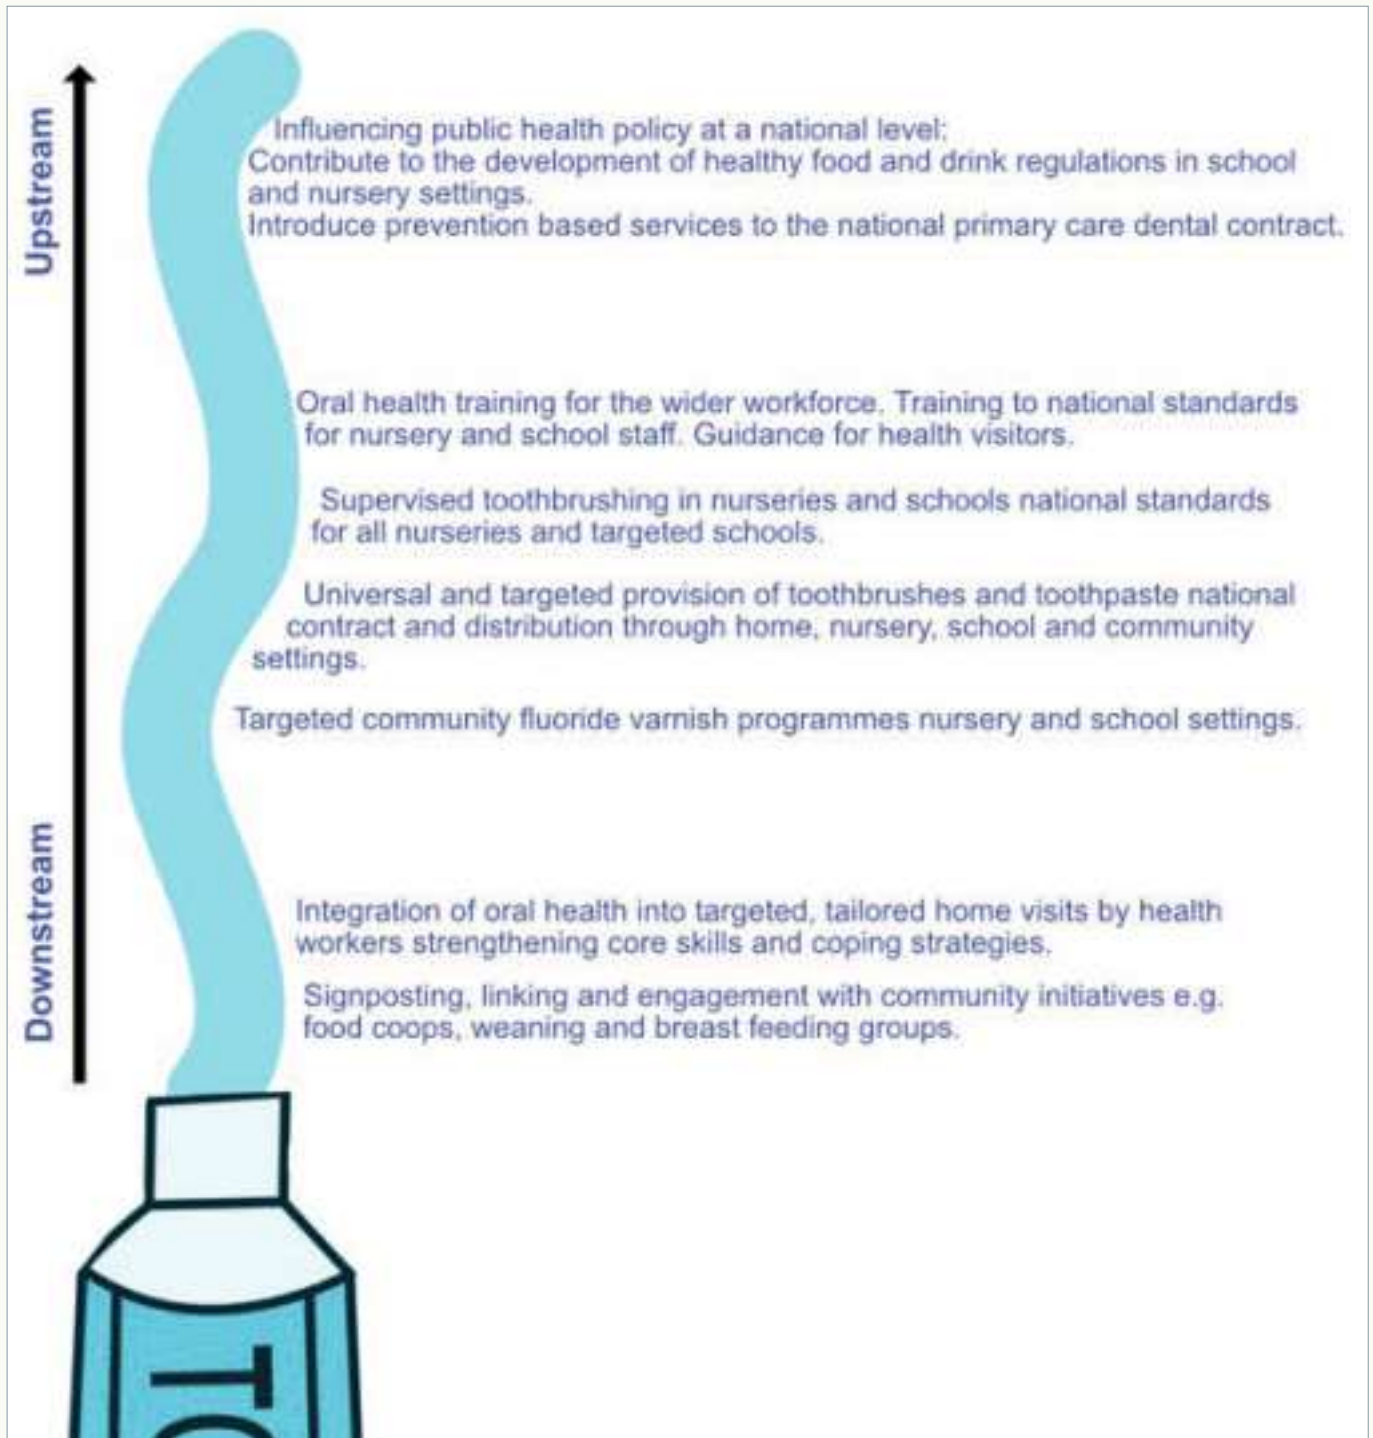 Upstream
Influencing public health policy at a national level:
Contribute to the development of healthy food and drink regulations in school
and nursery settings.
Introduce prevention based services to the national primary care dental contract.
Oral health training for the wider workforce. Training to national standards
for nursery and school staff. Guidance for health visitors.
Supervised toothbrushing in nurseries and schools national standards
for all nurseries and targeted schools.
Universal and targeted provision of toothbrushes and toothpaste national
contract and distribution through home, nursery, school and community
settings.
Targeted community fluoride varnish programmes nursery and school settings.
Downstream
Integration of oral health into targeted, tailored home visits by health
workers strengthening core skills and coping strategies.
Signposting, linking and engagement with community initiatives e.g.
food coops, weaning and breast feeding groups.
TO